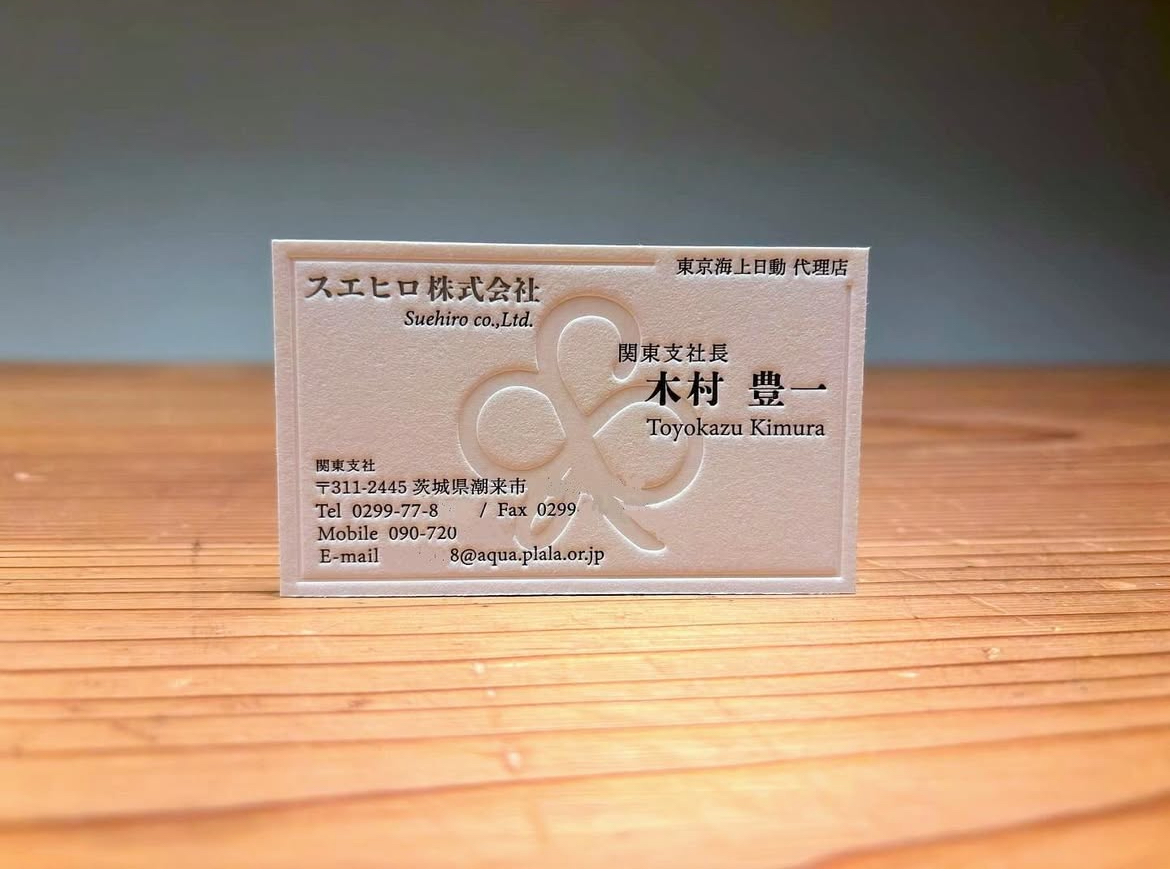 東京海上日動 代理店
スエヒロ 株式会社
Suehiro co.,Ltd.
関東支社長
木村 豊一
Toyokazu Kimura
関東支社
〒311-2445 茨城県潮来市
Tel 0299-77-8 / Fax 0299
Mobile 090-720
E-mail 8@aqua.plala.or.jp